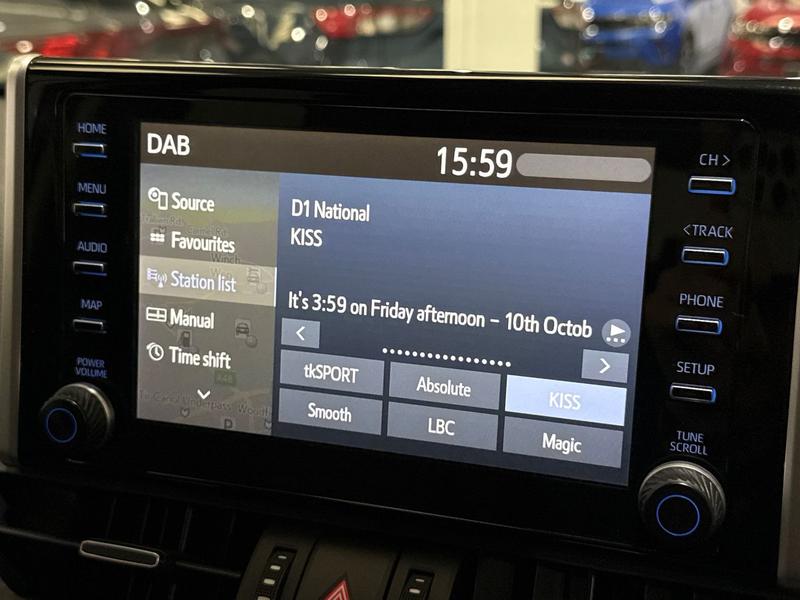 HOME
MENU
AUDIO
MAP
POWER
VOLUME
DAB
15:59
Source
Favourites
Station list
Manual
Time shift
D1 National
KISS
It's 3:59 on Friday afternoon – 10th Octob
tkSPORT
Absolute
KISS
Smooth
LBC
Magic
CH >
< TRACK
PHONE
SETUP
TUNE
SCROLL
Winch
P